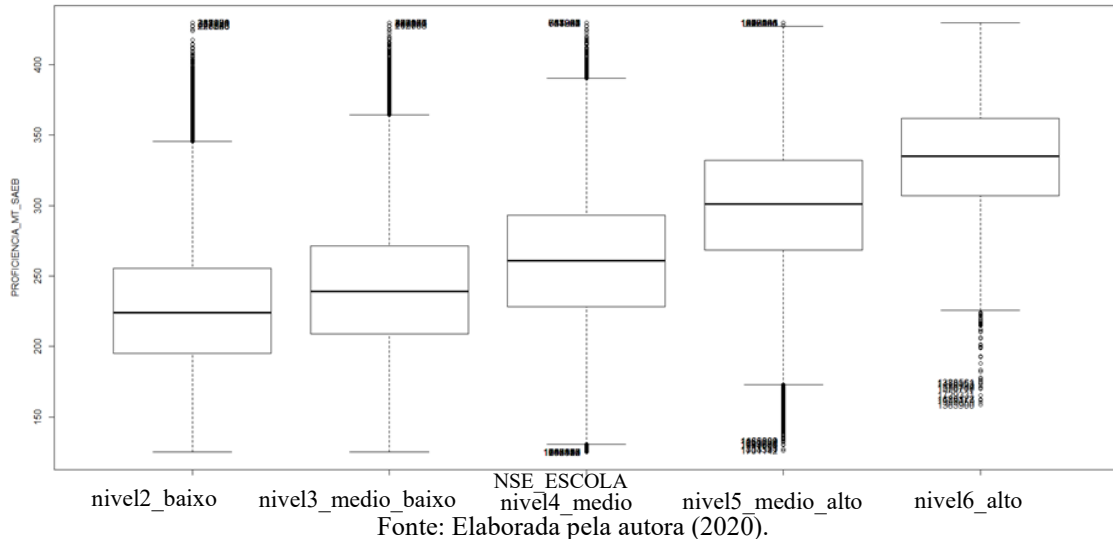 400
350
300
250
200
150
PROFICIENCIA_MT_SAEB
NSE_ESCOLA
nivel2_baixo nivel3_medio_baixo nivel4_medio nivel5_medio_alto nivel6_alto
Fonte: Elaborada pela autora (2020).